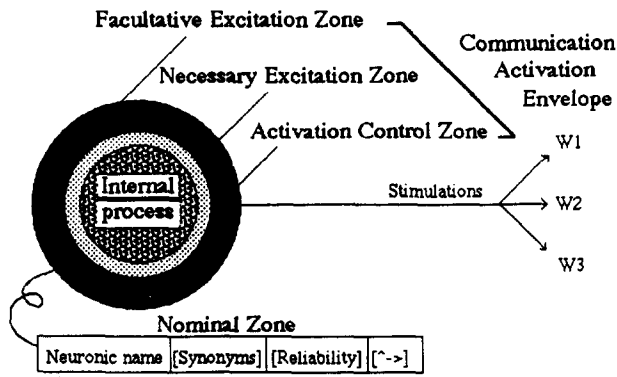 Facultative Excitation Zone
Communication
Activation
Envelope
Necessary Excitation Zone
Activation Control Zone
W1
Internal
process
Stimulations
W2
W3
Nominal Zone
Neuronic name [Synonyms] [Reliability] [^->]